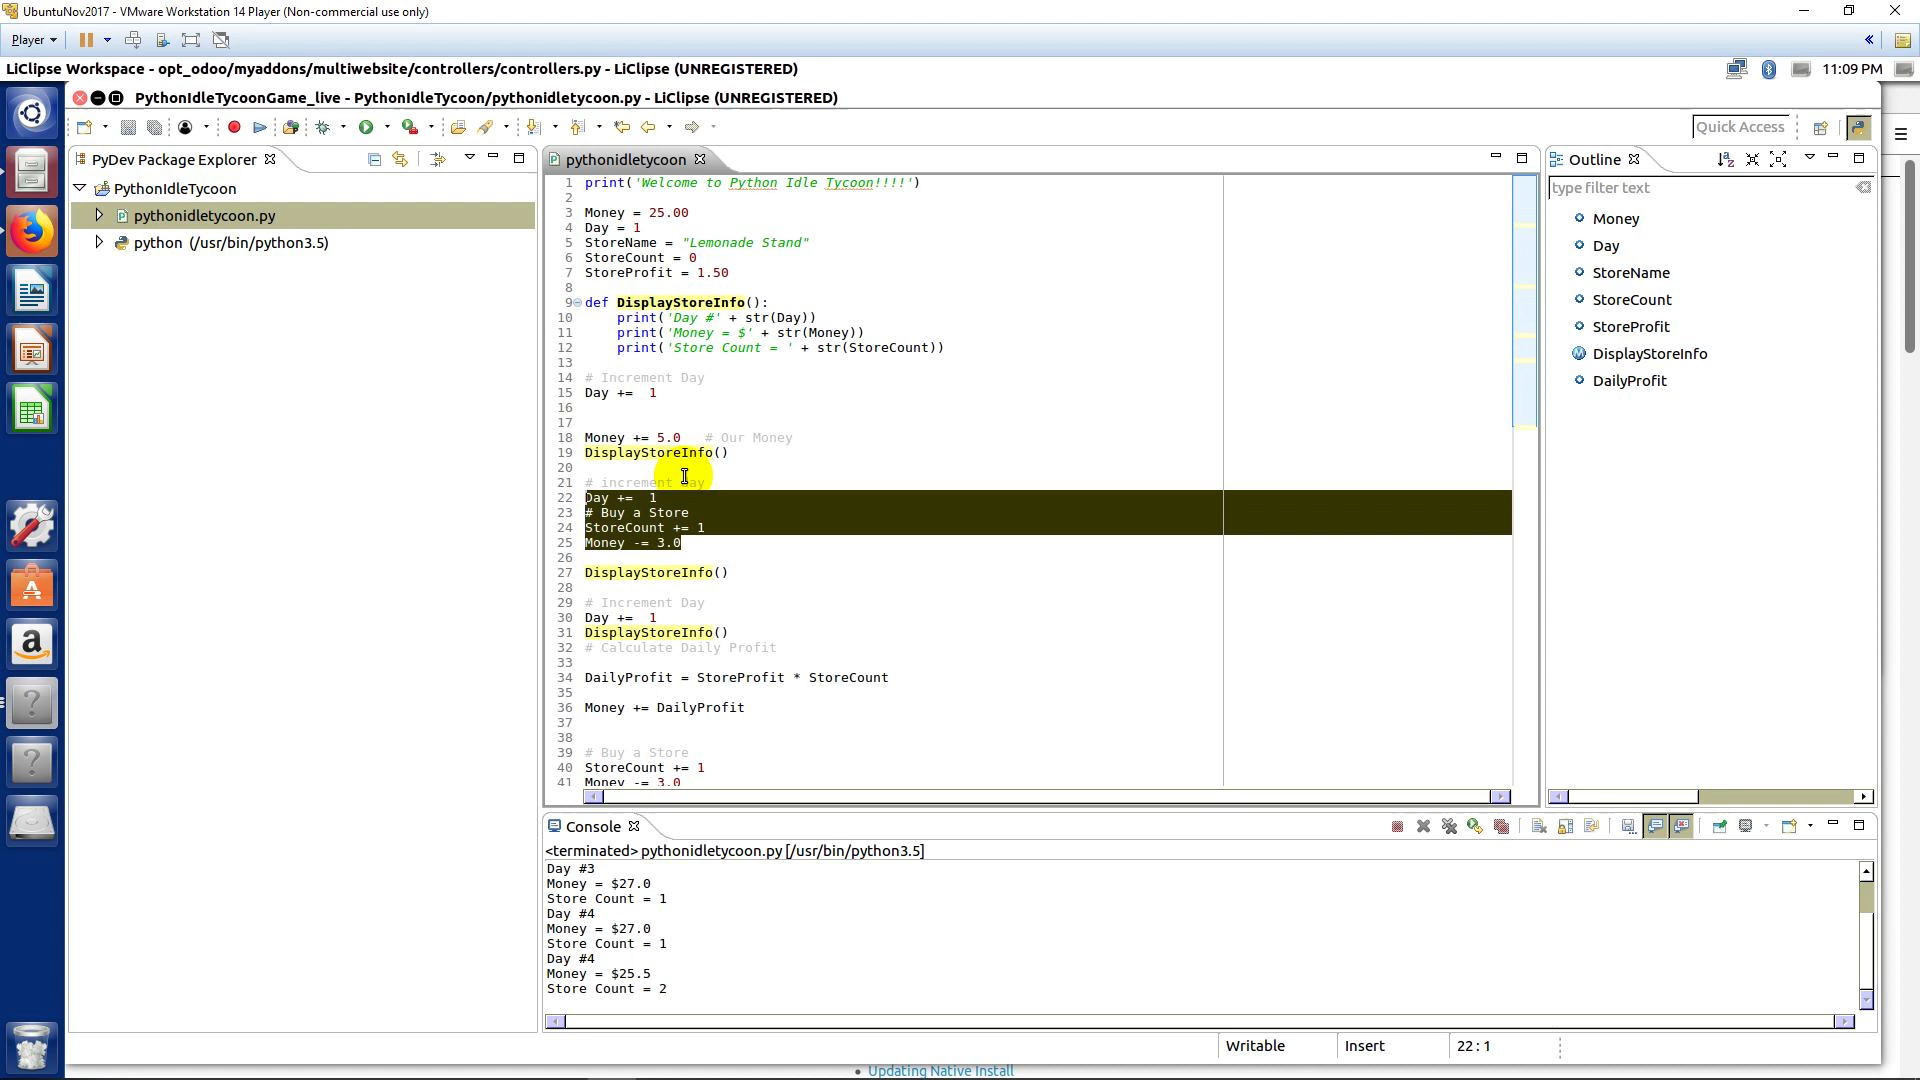 UbuntuNov2017 - VMware Workstation 14 Player (Non-commercial use only)
Player
LiClipse Workspace - opt_odoo/myaddons/multiwebsite/controllers/controllers.py - LiClipse (UNREGISTERED)
11:09 PM
PythonIdleTycoonGame_live - PythonIdleTycoon/pythonidletycoon.py - LiClipse (UNREGISTERED)
Quick Access
PyDev Package Explorer
PythonIdleTycoon
pythonidletycoon.py
python (/usr/bin/python3.5)
pythonidletycoon
1 print('Welcome to Python Idle Tycoon!!!!')
2
3 Money = 25.00
4 Day = 1
5 StoreName = "Lemonade Stand"
6 StoreCount = 0
7 StoreProfit = 1.50
8
9 def DisplayStoreInfo():
10 print('Day #' + str(Day))
11 print('Money = $' + str(Money))
12 print('Store Count = ' + str(StoreCount))
13
14 # Increment Day
15 Day += 1
16
17
18 Money += 5.0 # Our Money
19 DisplayStoreInfo()
20
21 # increment day
22 Day += 1
23 # Buy a Store
24 StoreCount += 1
25 Money -= 3.0
26
27 DisplayStoreInfo()
28
29 # Increment Day
30 Day += 1
31 DisplayStoreInfo()
32 # Calculate Daily Profit
33
34 DailyProfit = StoreProfit * StoreCount
35
36 Money += DailyProfit
37
38
39 # Buy a Store
40 StoreCount += 1
41 Money -= 3.0
Outline
type filter text
Money
Day
StoreName
StoreCount
StoreProfit
DisplayStoreInfo
DailyProfit
Console
<terminated> pythonidletycoon.py [/usr/bin/python3.5]
Day #3
Money = $27.0
Store Count = 1
Day #4
Money = $27.0
Store Count = 1
Day #4
Money = $25.5
Store Count = 2
Writable
Insert
22 : 1
Updating Native Install